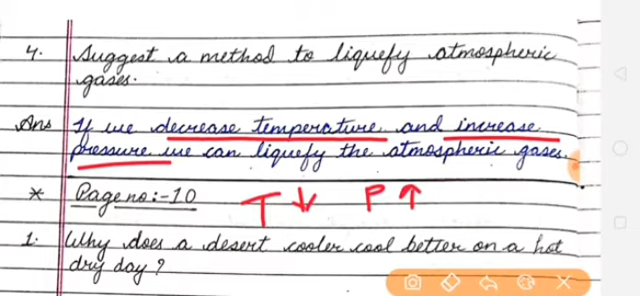 4. Suggest a method to liquefy atmospheric
gases.
Ans If we decrease temperature and increase
pressure we can liquefy the atmospheric gases.
* Page no:-10 T ↓ P ↑
1. Why does a desert cooler cool better on a hot
dry day?